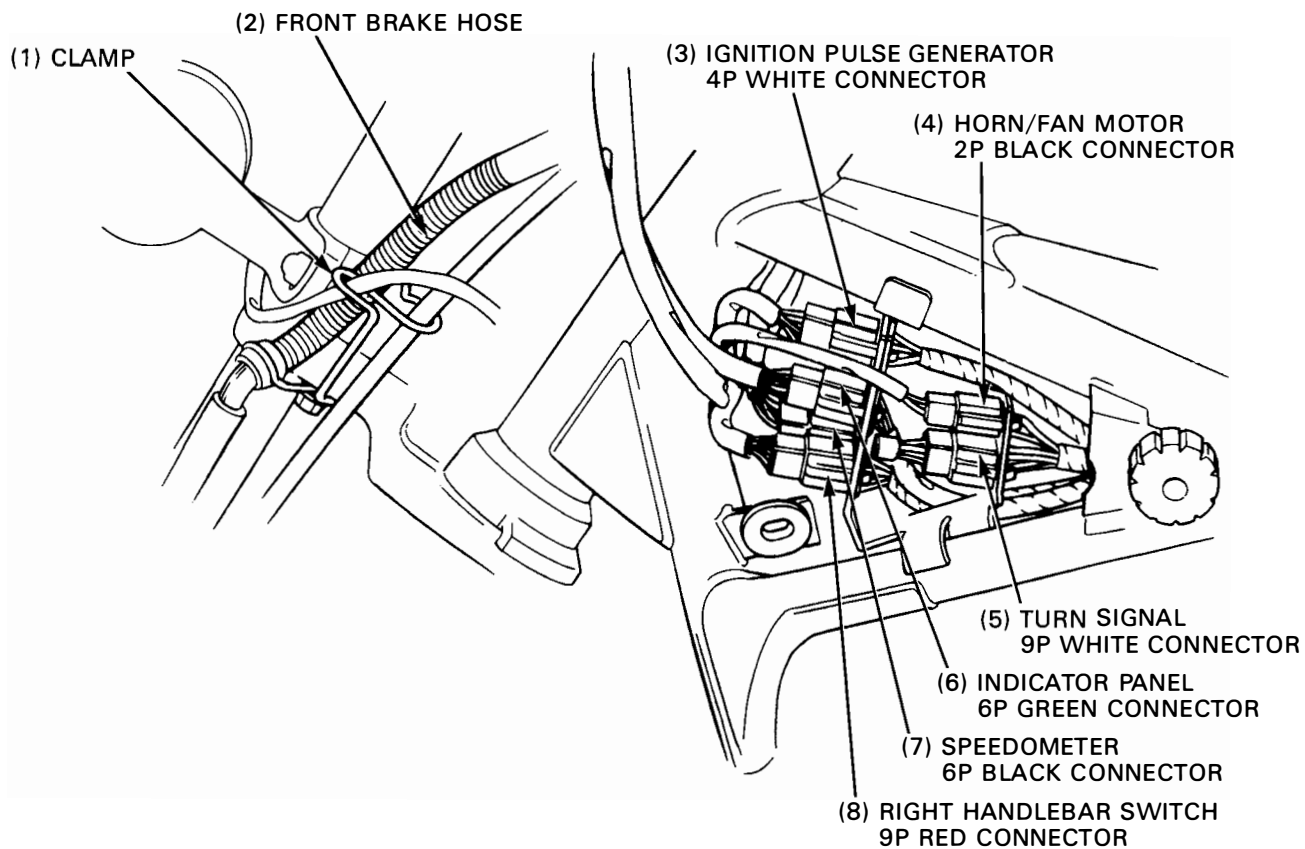 (2) FRONT BRAKE HOSE
(1) CLAMP
(3) IGNITION PULSE GENERATOR
4P WHITE CONNECTOR
(4) HORN/FAN MOTOR
2P BLACK CONNECTOR
(5) TURN SIGNAL
9P WHITE CONNECTOR
(6) INDICATOR PANEL
6P GREEN CONNECTOR
(7) SPEEDOMETER
6P BLACK CONNECTOR
(8) RIGHT HANDLEBAR SWITCH
9P RED CONNECTOR